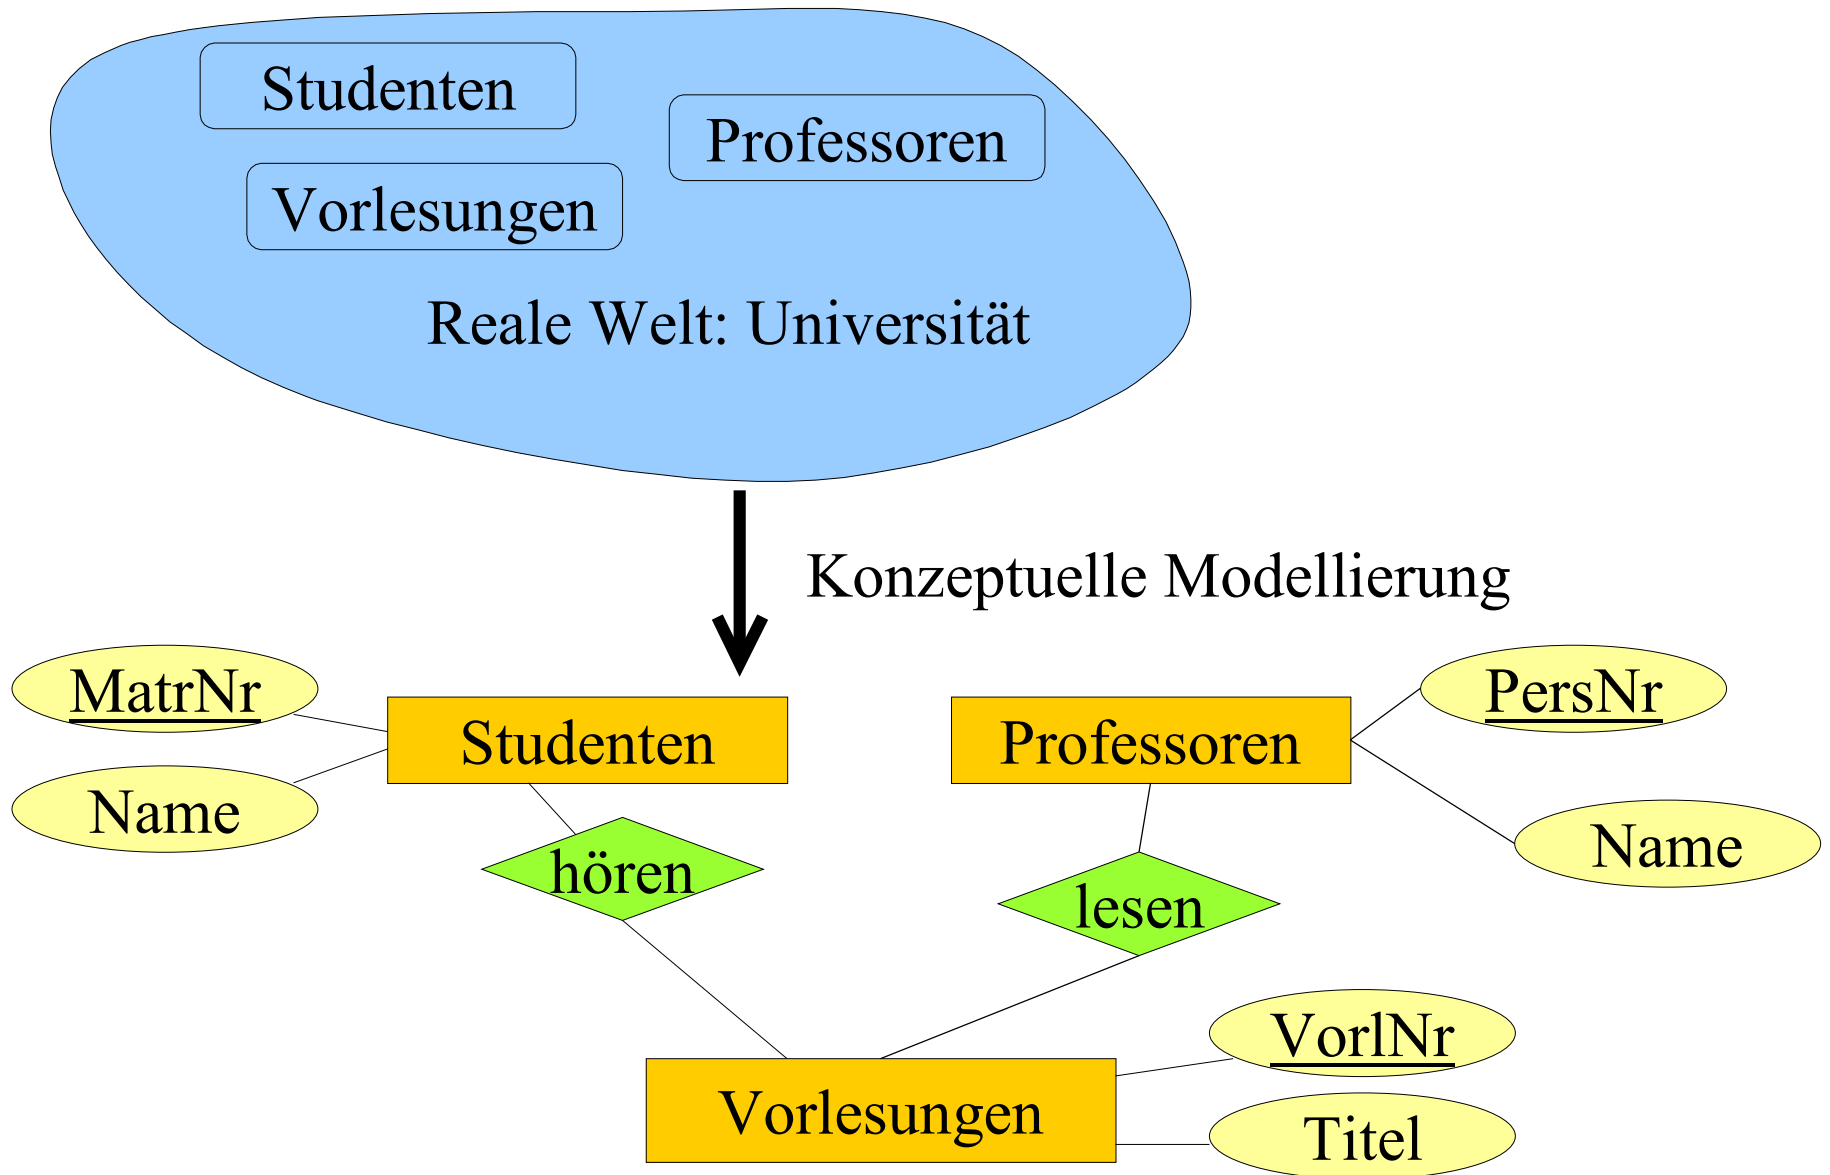 Studenten
Professoren
Vorlesungen
Reale Welt: Universität
Konzeptuelle Modellierung
MatrNr
PersNr
Studenten
Professoren
Name
Name
hören
lesen
VorlNr
Vorlesungen
Titel